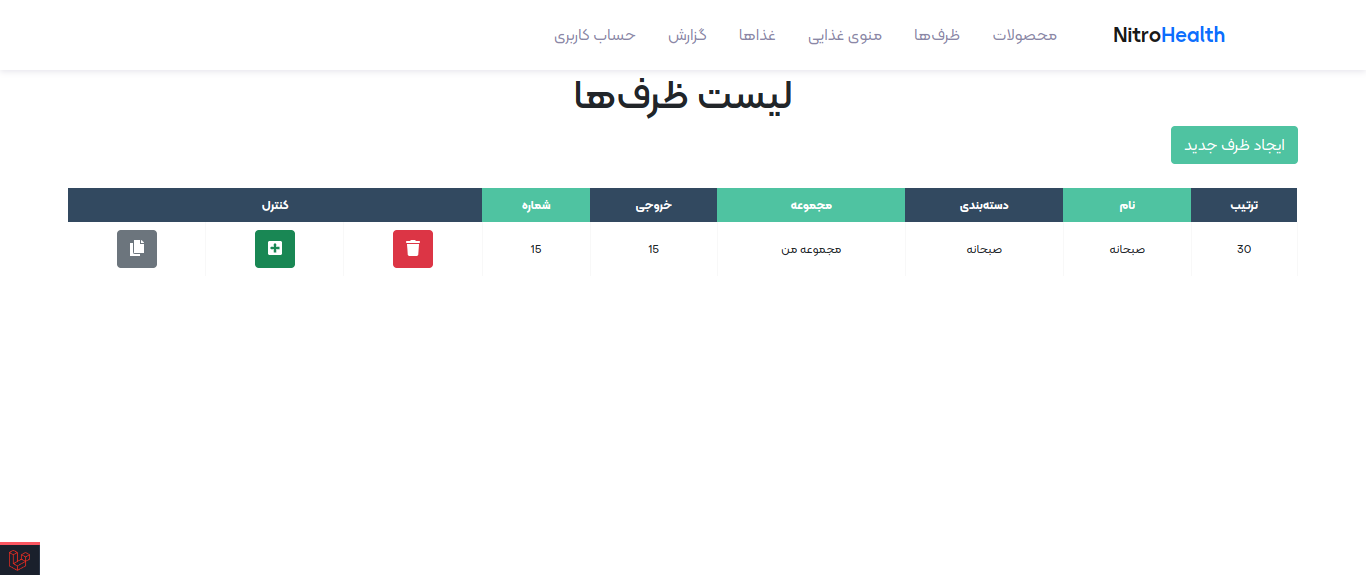 NitroHealth محصولات ظرف‌ها منوی غذایی غذاها گزارش حساب کاربری
لیست ظرف‌ها
ایجاد ظرف جدید
ترتیب نام دسته‌بندی مجموعه خروجی شماره کنترل
30 صبحانه صبحانه مجموعه من 15 15